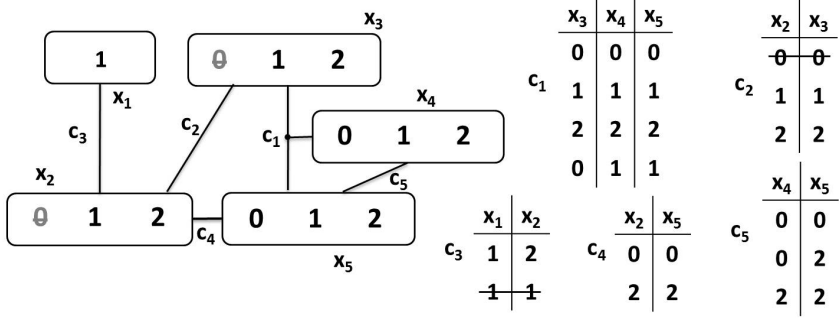 x3
1
0 1 2
x1
x4
c3
c2
c1
0 1 2
x2
c5
0 1 2
c4
0 1 2
x5
x3 x4 x5
c1
0 0 0
1 1 1
2 2 2
0 1 1
x2 x3
c2
0 0
1 1
2 2
x1 x2
c3
1 2
1 1
x2 x5
c4
0 0
2 2
x4 x5
c5
0 0
0 2
2 2